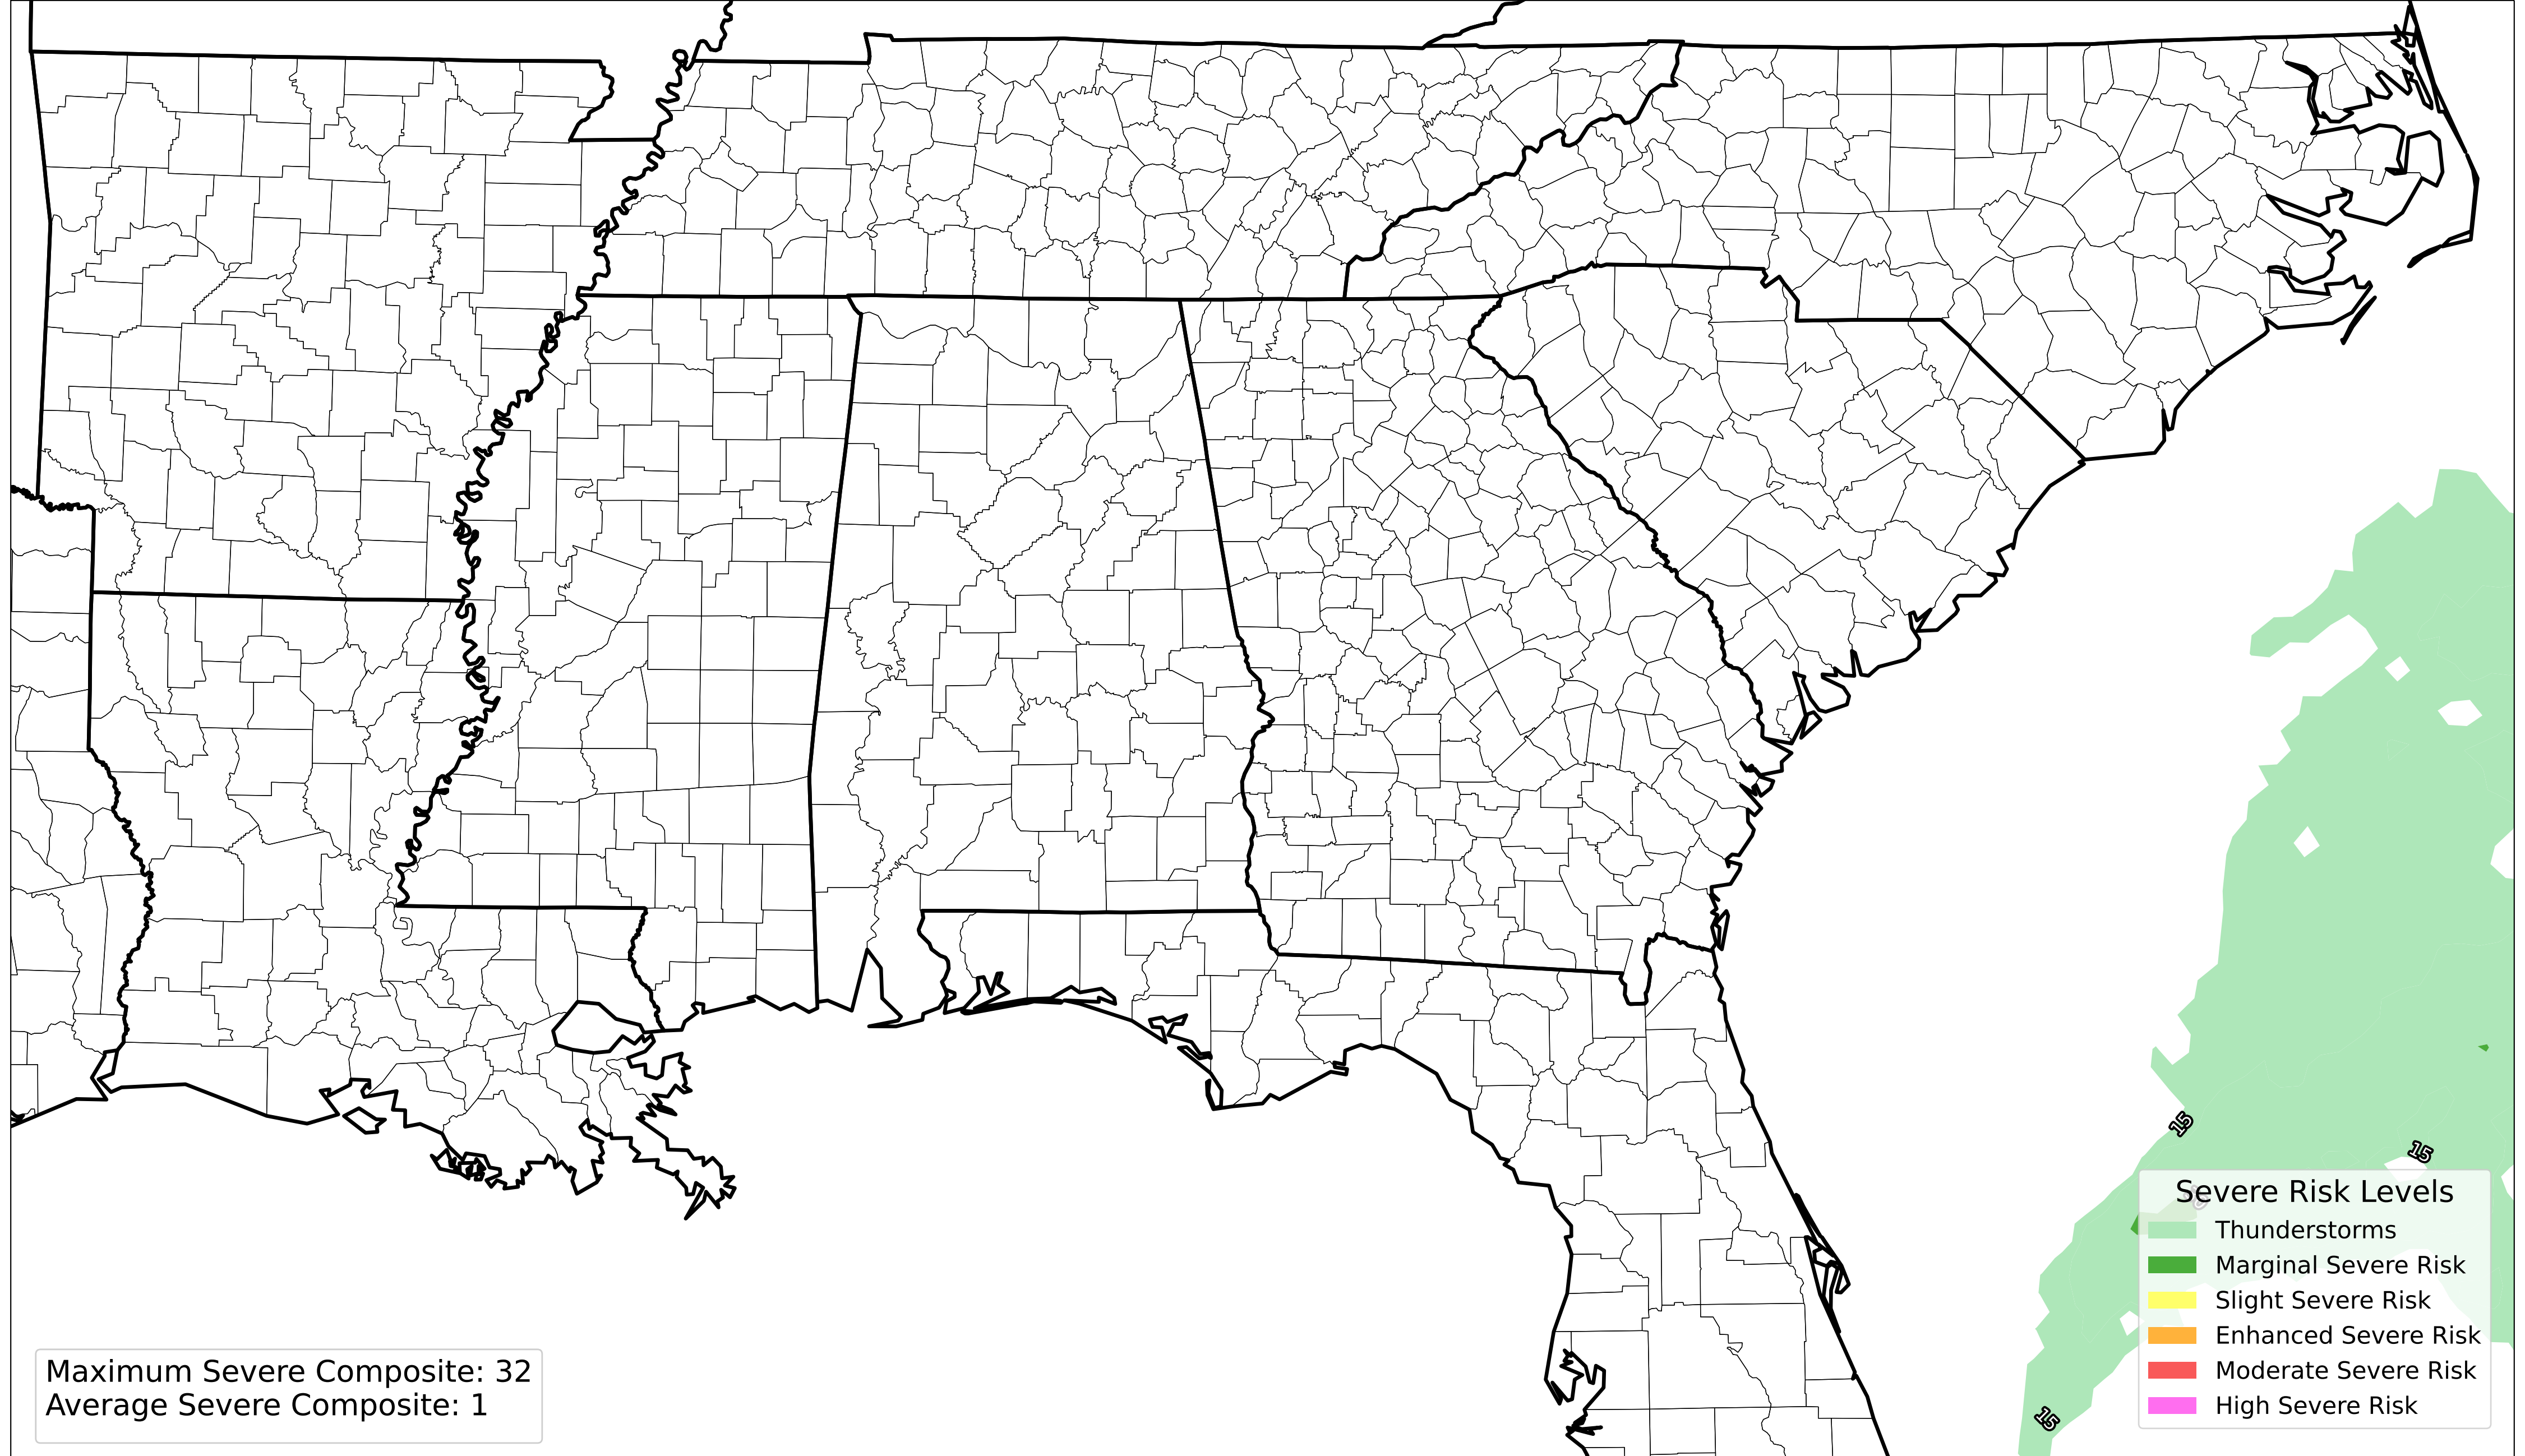 15
15
Severe Risk Levels
Thunderstorms
Marginal Severe Risk
Slight Severe Risk
Enhanced Severe Risk
Moderate Severe Risk
High Severe Risk
Maximum Severe Composite: 32
Average Severe Composite: 1
15